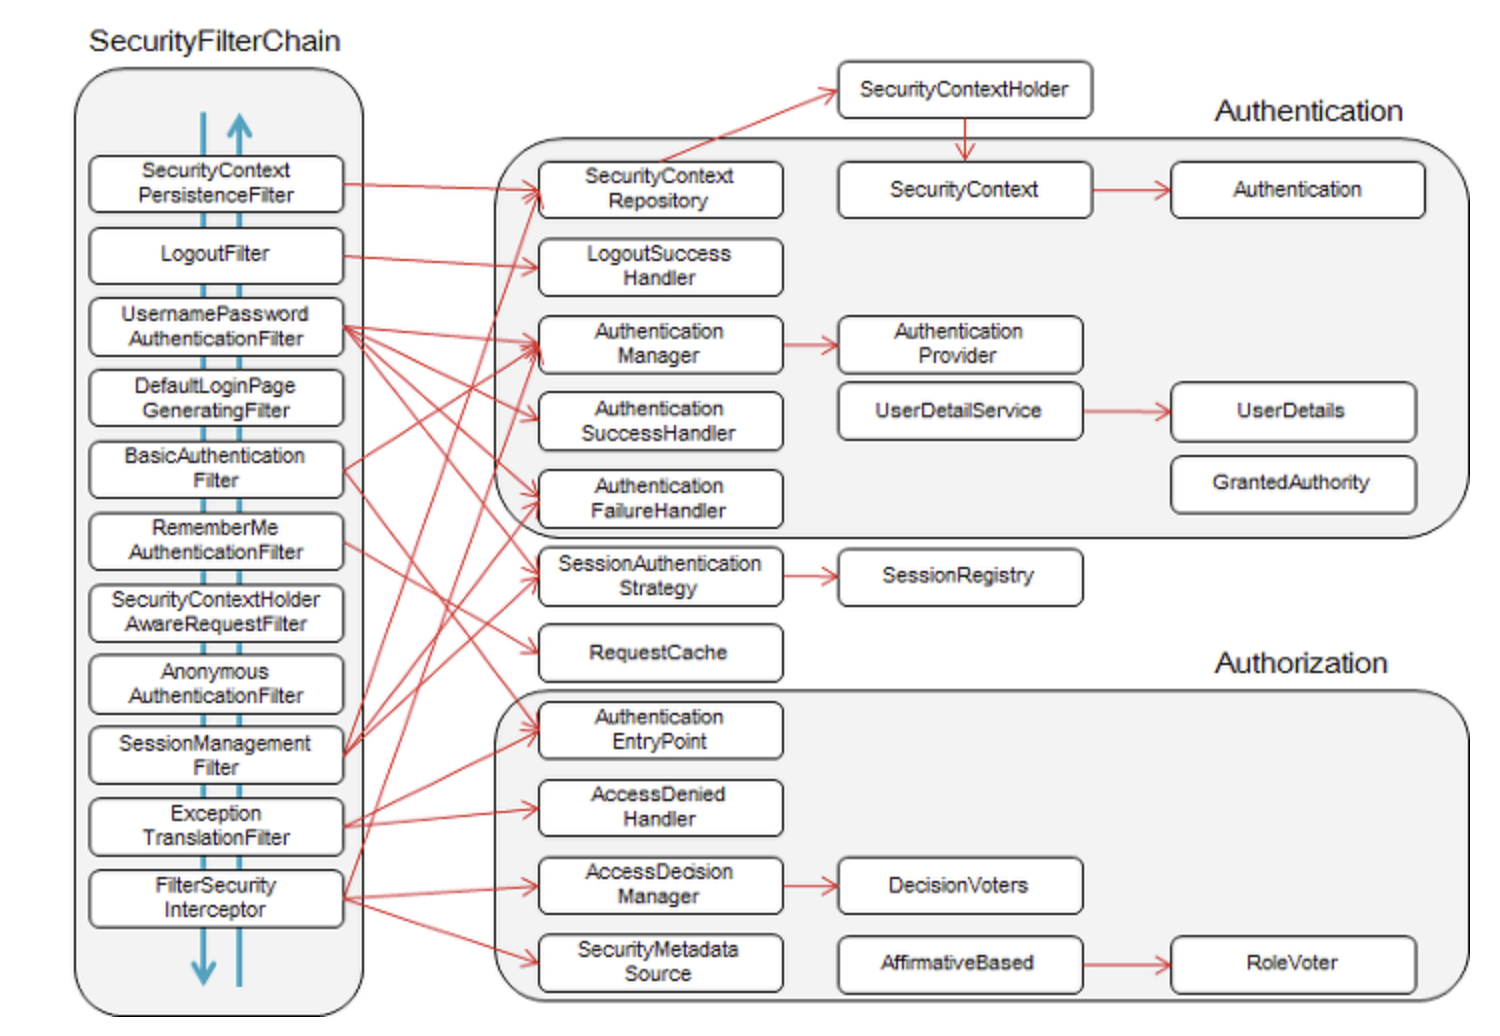 SecurityFilterChain
SecurityContext
PersistenceFilter
LogoutFilter
UsernamePassword
AuthenticationFilter
DefaultLoginPage
GeneratingFilter
BasicAuthentication
Filter
RememberMe
AuthenticationFilter
SecurityContextHolder
AwareRequestFilter
Anonymous
AuthenticationFilter
SessionManagement
Filter
Exception
TranslationFilter
FilterSecurity
Interceptor
SecurityContextHolder
Authentication
SecurityContext
Repository
SecurityContext
Authentication
LogoutSuccess
Handler
Authentication
Manager
Authentication
Provider
Authentication
SuccessHandler
UserDetailService
UserDetails
Authentication
FailureHandler
GrantedAuthority
SessionAuthentication
Strategy
SessionRegistry
RequestCache
Authorization
Authentication
EntryPoint
AccessDenied
Handler
AccessDecision
Manager
DecisionVoters
SecurityMetadata
Source
AffirmativeBased
RoleVoter